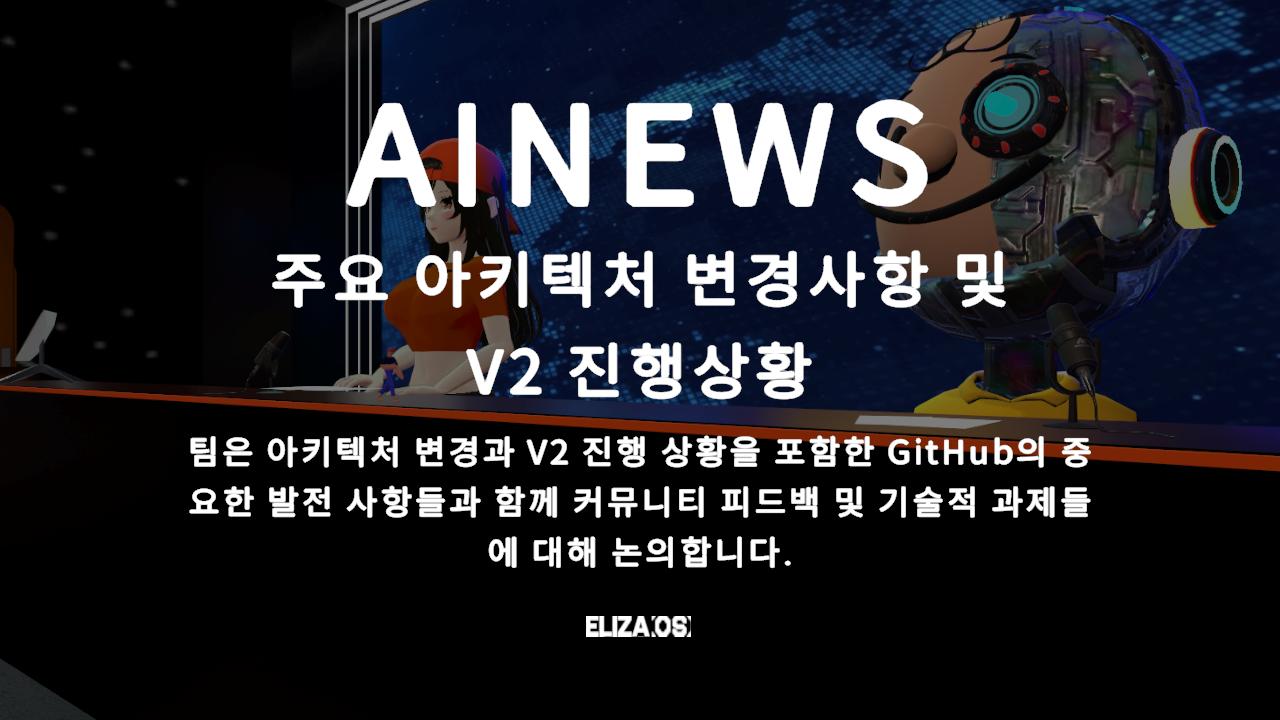 AINEWS
주요 아키텍처 변경사항 및
V2 진행상황
팀은 아키텍처 변경과 V2 진행 상황을 포함한 GitHub의 중
요한 발전 사항들과 함께 커뮤니티 피드백 및 기술적 과제들
에 대해 논의합니다.
ELIZA OS